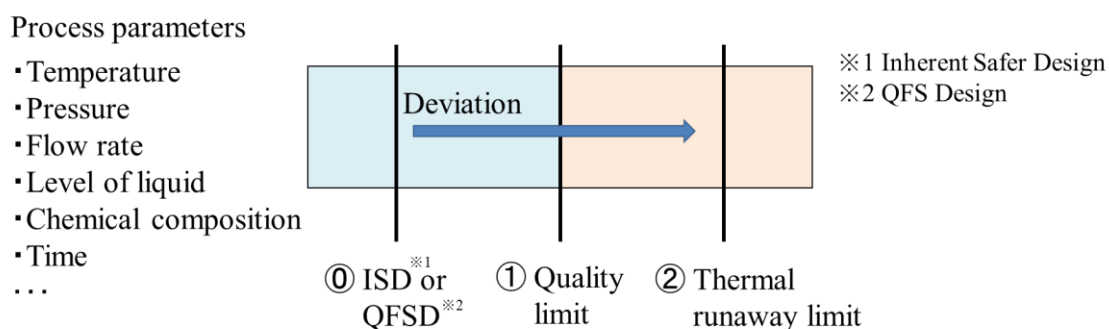 Process parameters
・Temperature
・Pressure
・Flow rate
・Level of liquid
・Chemical composition
・Time
・・・
Deviation
※1 Inherent Safer Design
※2 QFS Design
⓪ ISD※1 or
QFSD※2
① Quality
limit
② Thermal
runaway limit